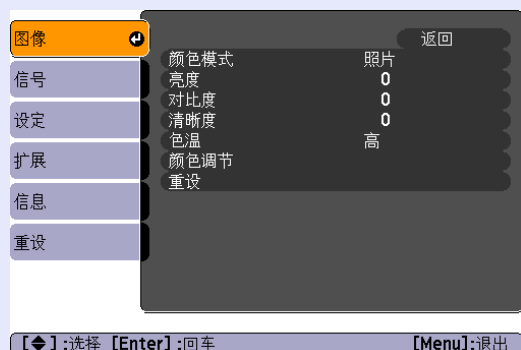 图像
信号
设定
扩展
信息
重设
返回
颜色模式 照片
亮度 0
对比度 0
清晰度 0
色温 高
颜色调节
重设
[◆]:选择 [Enter]:回车 [Menu]:退出